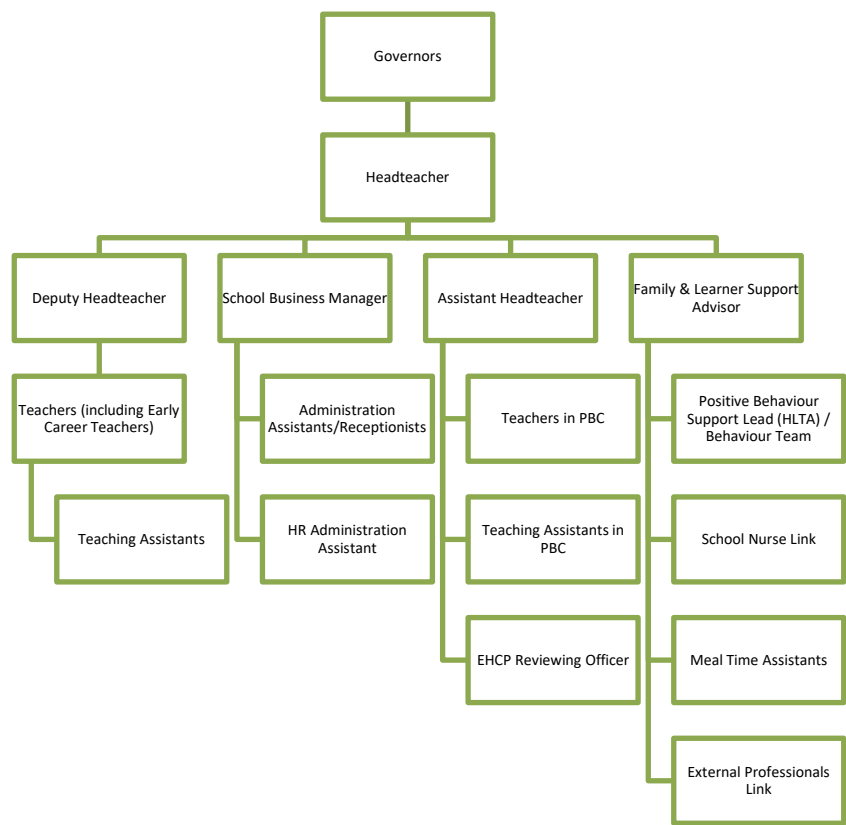 Governors
Headteacher
Deputy Headteacher
School Business Manager
Assistant Headteacher
Family & Learner Support
Advisor
Teachers (including Early
Career Teachers)
Administration
Assistants/Receptionists
Teachers in PBC
Positive Behaviour
Support Lead (HLTA) /
Behaviour Team
Teaching Assistants
HR Administration
Assistant
Teaching Assistants in
PBC
School Nurse Link
EHCP Reviewing Officer
Meal Time Assistants
External Professionals
Link